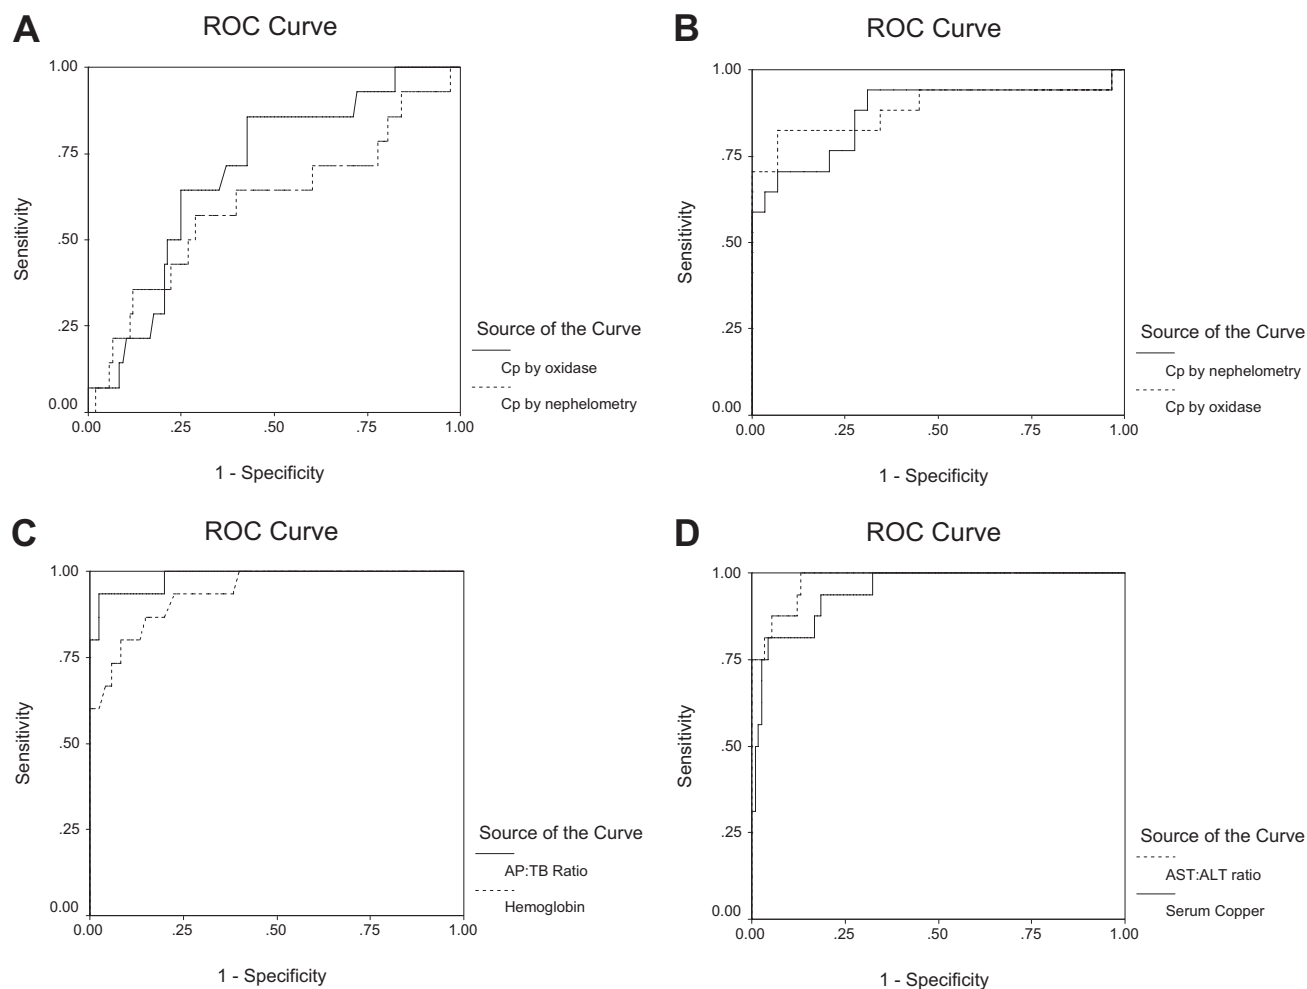 A
ROC Curve
1.00
.75
.50
.25
0.00
Sensitivity
0.00 .25 .50 .75 1.00
1 - Specificity
Source of the Curve
Cp by oxidase
Cp by nephelometry
B
ROC Curve
1.00
.75
.50
.25
0.00
Sensitivity
0.00 .25 .50 .75 1.00
1 - Specificity
Source of the Curve
Cp by nephelometry
Cp by oxidase
C
ROC Curve
1.00
.75
.50
.25
0.00
Sensitivity
0.00 .25 .50 .75 1.00
1 - Specificity
Source of the Curve
AP:TB Ratio
Hemoglobin
D
ROC Curve
1.00
.75
.50
.25
0.00
Sensitivity
0.00 .25 .50 .75 1.00
1 - Specificity
Source of the Curve
AST:ALT ratio
Serum Copper